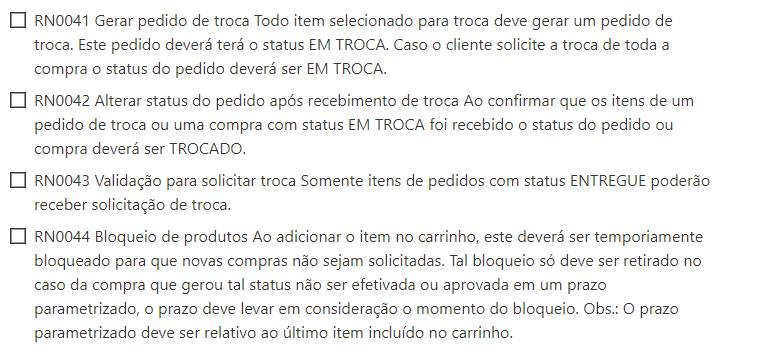 RN0041 Gerar pedido de troca Todo item selecionado para troca deve gerar um pedido de
troca. Este pedido deverá terá o status EM TROCA. Caso o cliente solicite a troca de toda a
compra o status do pedido deverá ser EM TROCA.
RN0042 Alterar status do pedido após recebimento de troca Ao confirmar que os itens de um
pedido de troca ou uma compra com status EM TROCA foi recebido o status do pedido ou
compra deverá ser TROCADO.
RN0043 Validação para solicitar troca Somente itens de pedidos com status ENTREGUE poderão
receber solicitação de troca.
RN0044 Bloqueio de produtos Ao adicionar o item no carrinho, este deverá ser temporiamente
bloqueado para que novas compras não sejam solicitadas. Tal bloqueio só deve ser retirado no
caso da compra que gerou tal status não ser efetivada ou aprovada em um prazo
parametrizado, o prazo deve levar em consideração o momento do bloqueio. Obs.: O prazo
parametrizado deve ser relativo ao último item incluído no carrinho.